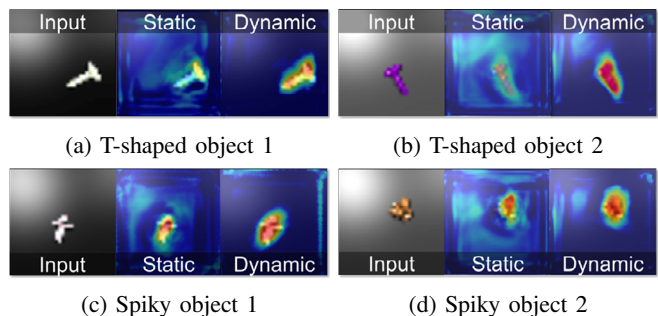 Input Static Dynamic Input Static Dynamic
(a) T-shaped object 1 (b) T-shaped object 2
Input Static Dynamic Input Static Dynamic
(c) Spiky object 1 (d) Spiky object 2